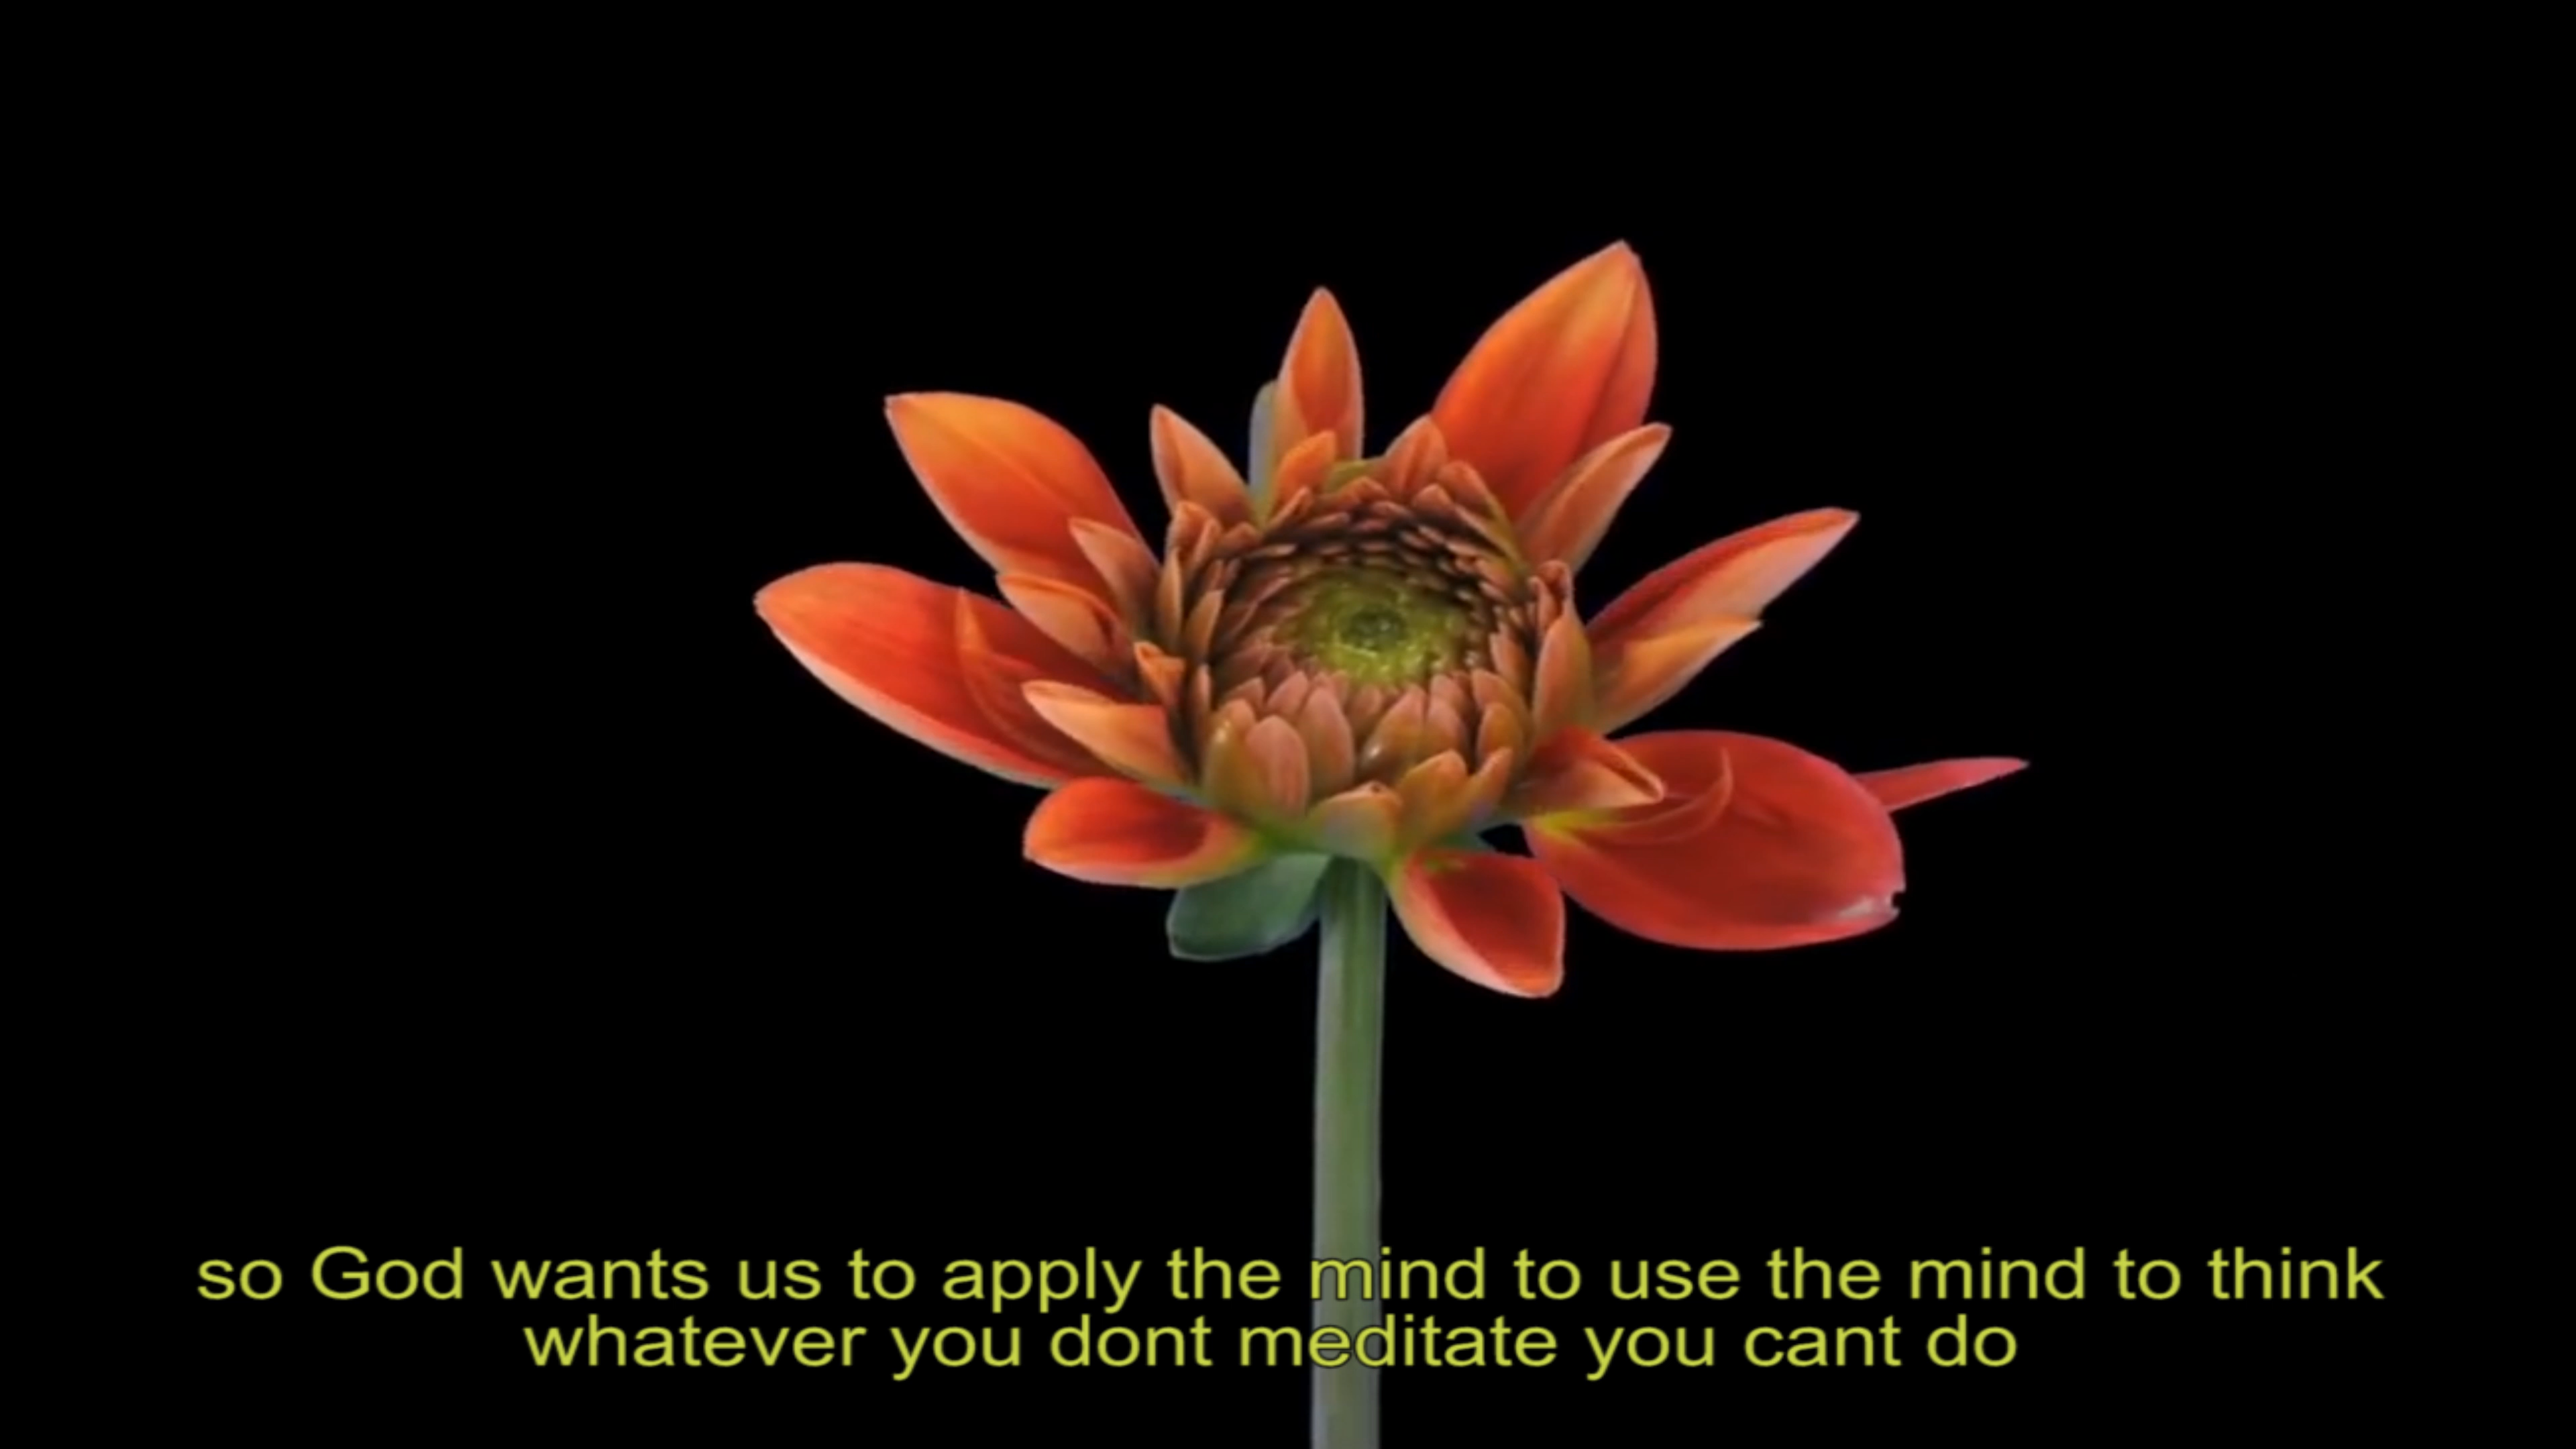 so God wants us to apply the mind to use the mind to think
whatever you dont meditate you cant do